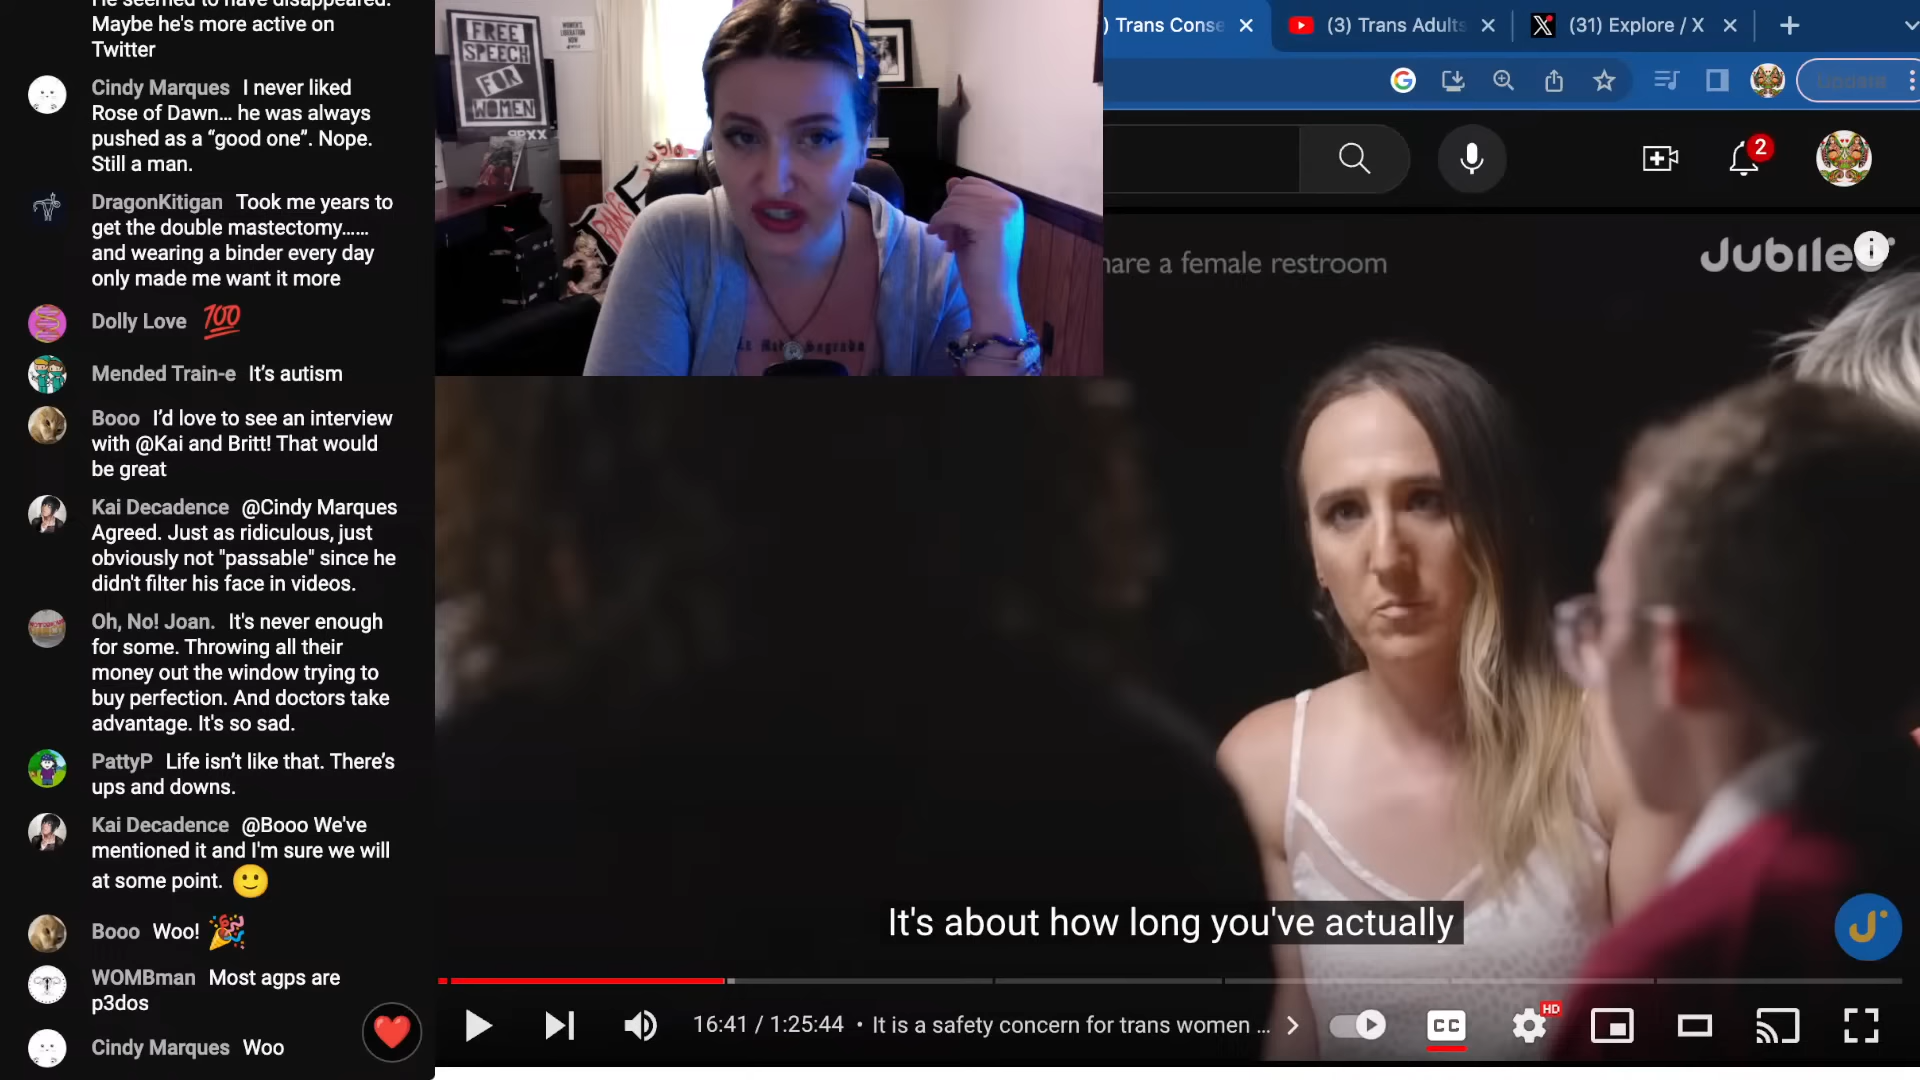 He seemed to have disappeared.
Maybe he's more active on
Twitter
Cindy Marques I never liked
Rose of Dawn... he was always
pushed as a “good one”. Nope.
Still a man.
DragonKitigan Took me years to
get the double mastectomy......
and wearing a binder every day
only made me want it more
Dolly Love 💯
Mended Train-e It’s autism
Booo I’d love to see an interview
with @Kai and Britt! That would
be great
Kai Decadence @Cindy Marques
Agreed. Just as ridiculous, just
obviously not "passable" since he
didn't filter his face in videos.
Oh, No! Joan. It's never enough
for some. Throwing all their
money out the window trying to
buy perfection. And doctors take
advantage. It's so sad.
PattyP Life isn’t like that. There’s
ups and downs.
Kai Decadence @Booo We've
mentioned it and I'm sure we will
at some point. 🙂
Booo Woo! 🎉
WOMBman Most agps are
p3dos
Cindy Marques Woo
FREE
SPEECH
FOR
WOMEN
) Trans Conse
(3) Trans Adults
(31) Explore / X
Update
2
hare a female restroom
Jubilee
It's about how long you've actually
16:41 / 1:25:44 • It is a safety concern for trans women ...
CC
HD